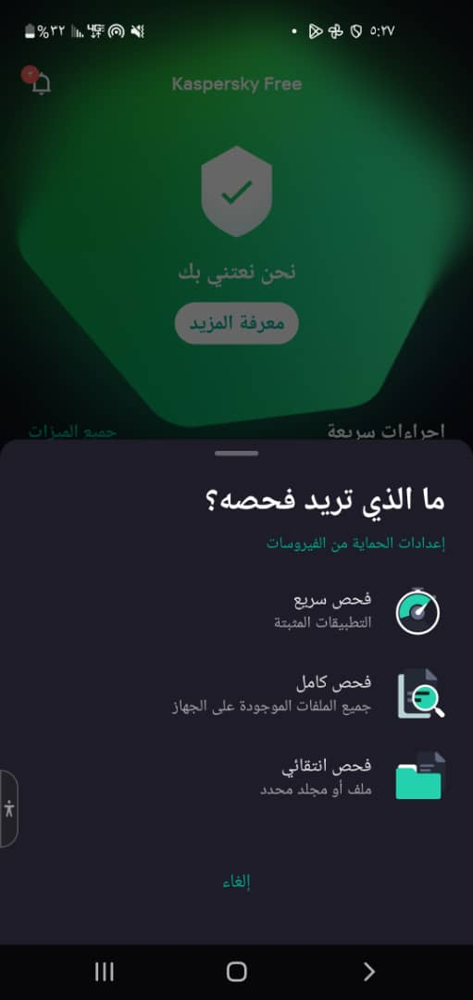 ٥:٢٧
٪٣٢
Kaspersky Free
نحن نعتني بك
معرفة المزيد
اجراءات سريعة
جميع الميزات
ما الذي تريد فحصه؟
إعدادات الحماية من الفيروسات
فحص سريع
التطبيقات المثبتة
فحص كامل
جميع الملفات الموجودة على الجهاز
فحص انتقائي
ملف أو مجلد محدد
إلغاء